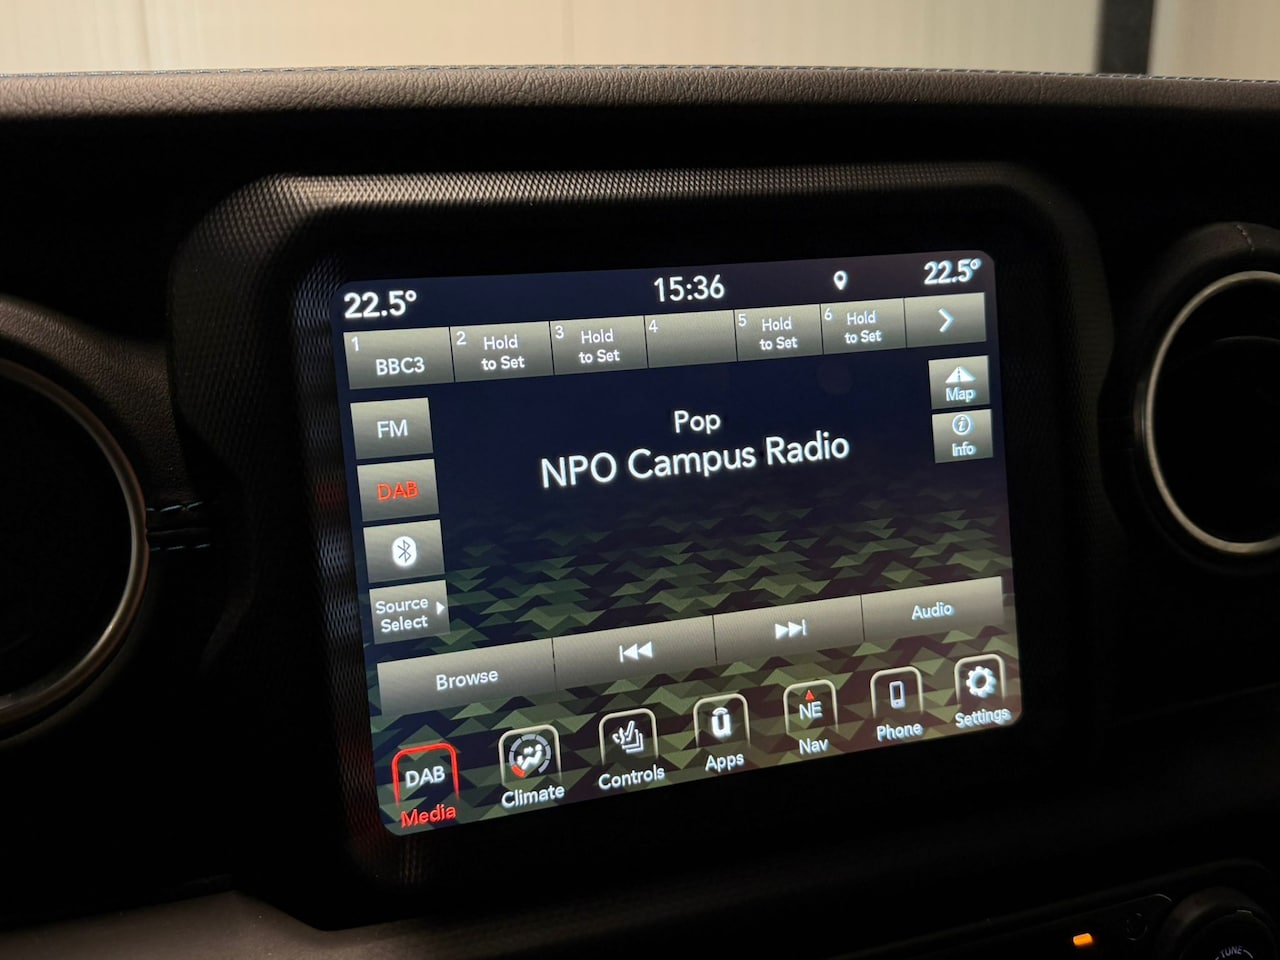 22.5°
15:36
22.5°
1
BBC3
2
Hold
to Set
3
Hold
to Set
4
5
Hold
to Set
6
Hold
to Set
FM
Pop
Map
NPO Campus Radio
Info
DAB
Source
Select
Browse
Audio
DAB
Media
Climate
Controls
Apps
NE
Nav
Phone
Settings
TUNE